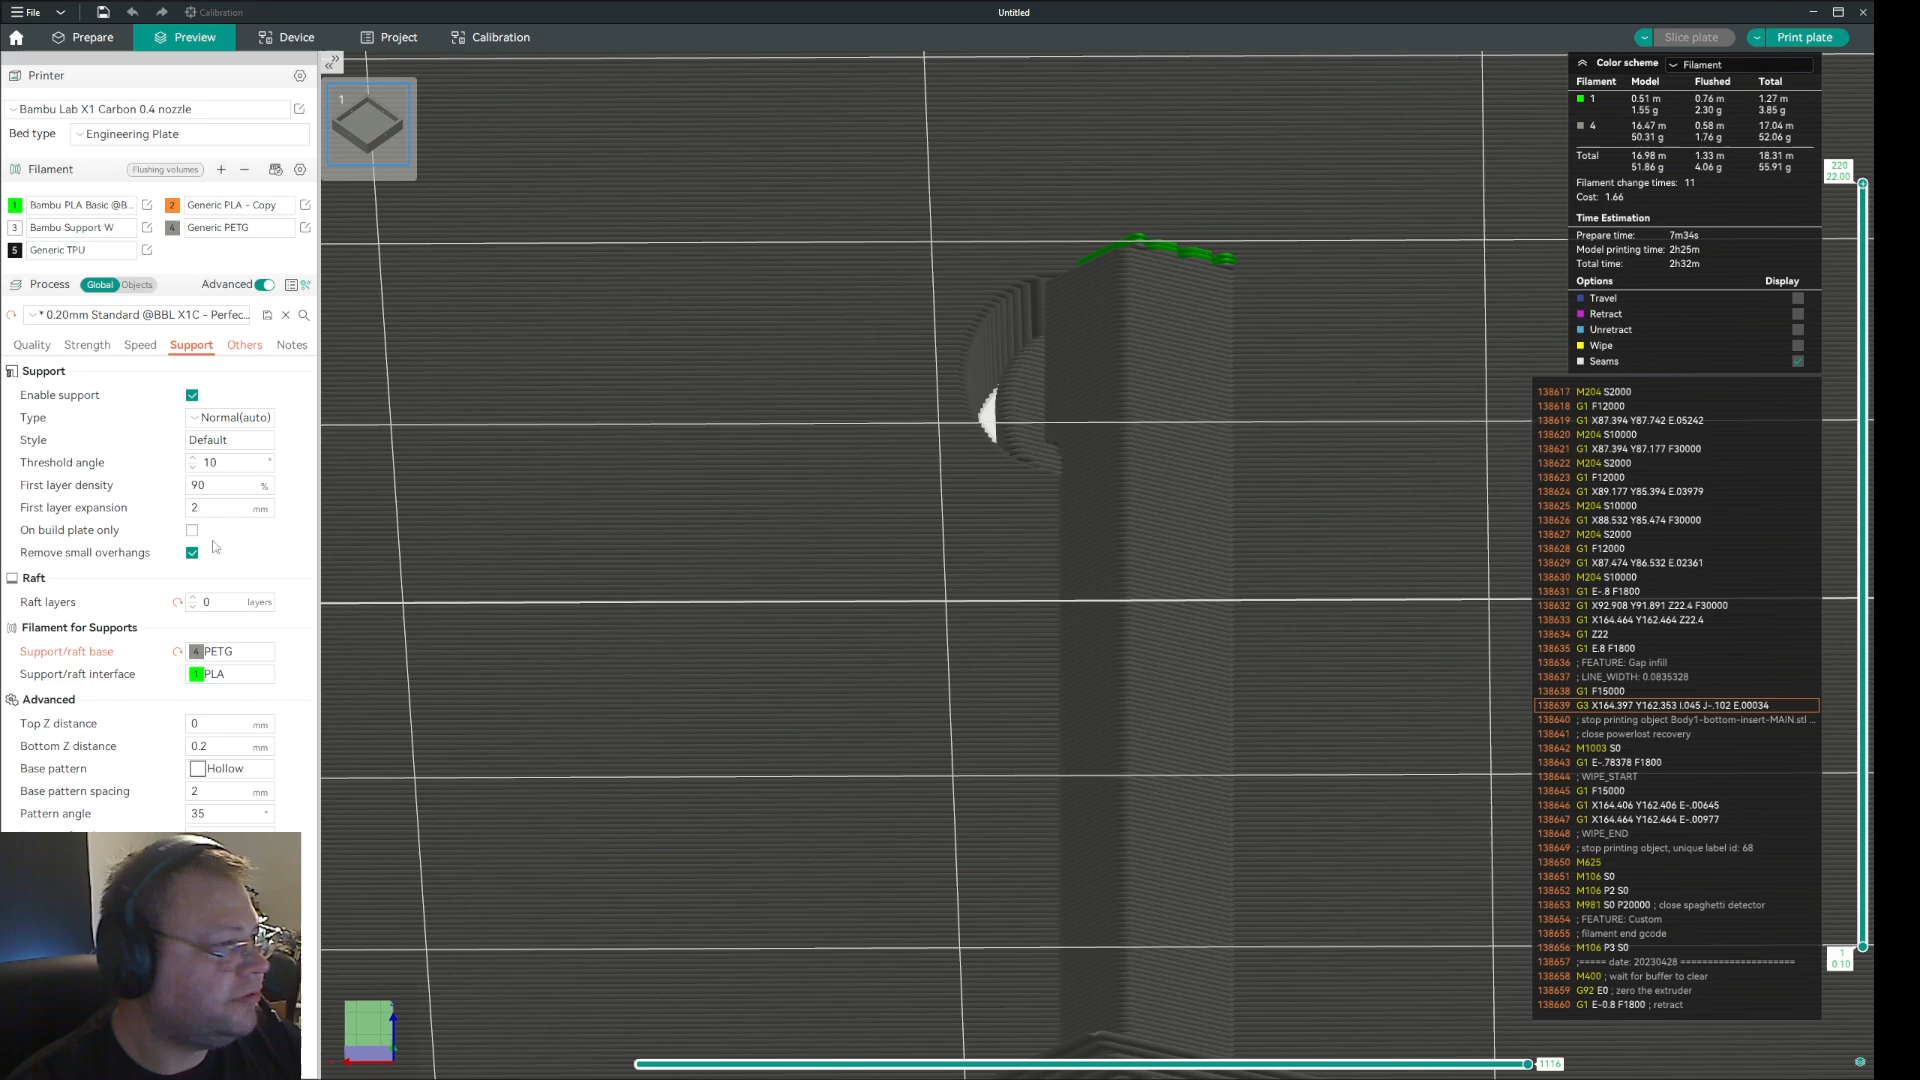 File
Calibration
Untitled
Prepare
Preview
Device
Project
Calibration
Slice plate
Print plate
Printer
Bambu Lab X1 Carbon 0.4 nozzle
Bed type
Engineering Plate
Filament
Flushing volumes
1 Bambu PLA Basic @B...
2 Generic PLA - Copy
3 Bambu Support W
4 Generic PETG
5 Generic TPU
Process
Global
Objects
Advanced
* 0.20mm Standard @BBL X1C - Perfec...
Quality
Strength
Speed
Support
Others
Notes
Support
Enable support
Type
Normal(auto)
Style
Default
Threshold angle
10 °
First layer density
90 %
First layer expansion
2 mm
On build plate only
Remove small overhangs
Raft
Raft layers
0 layers
Filament for Supports
Support/raft base
4 PETG
Support/raft interface
1 PLA
Advanced
Top Z distance
0 mm
Bottom Z distance
0.2 mm
Base pattern
Hollow
Base pattern spacing
2 mm
Pattern angle
35 °
1
Color scheme
Filament
Filament Model Flushed Total
1 0.51 m 0.76 m 1.27 m
1.55 g 2.30 g 3.85 g
4 16.47 m 0.58 m 17.04 m
50.31 g 1.76 g 52.06 g
Total 16.98 m 1.33 m 18.31 m
51.86 g 4.06 g 55.91 g
Filament change times: 11
Cost: 1.66
Time Estimation
Prepare time: 7m34s
Model printing time: 2h25m
Total time: 2h32m
Options Display
Travel
Retract
Unretract
Wipe
Seams
220
22.00
138617 M204 S2000
138618 G1 F12000
138619 G1 X87.394 Y87.742 E.05242
138620 M204 S10000
138621 G1 X87.394 Y87.177 F30000
138622 M204 S2000
138623 G1 F12000
138624 G1 X89.177 Y85.394 E.03979
138625 M204 S10000
138626 G1 X88.532 Y85.474 F30000
138627 M204 S2000
138628 G1 F12000
138629 G1 X87.474 Y86.532 E.02361
138630 M204 S10000
138631 G1 E-.8 F1800
138632 G1 X92.908 Y91.891 Z22.4 F30000
138633 G1 X164.464 Y162.464 Z22.4
138634 G1 Z22
138635 G1 E.8 F1800
138636 ; FEATURE: Gap infill
138637 ; LINE_WIDTH: 0.0835328
138638 G1 F15000
138639 G3 X164.397 Y162.353 I.045 J-.102 E.00034
138640 ; stop printing object Body1-bottom-insert-MAIN.stl ...
138641 ; close powerlost recovery
138642 M1003 S0
138643 G1 E-.78378 F1800
138644 ; WIPE_START
138645 G1 F15000
138646 G1 X164.406 Y162.406 E-.00645
138647 G1 X164.464 Y162.464 E-.00977
138648 ; WIPE_END
138649 ; stop printing object, unique label id: 68
138650 M625
138651 M106 S0
138652 M106 P2 S0
138653 M981 S0 P20000 ; close spaghetti detector
138654 ; FEATURE: Custom
138655 ; filament end gcode
138656 M106 P3 S0
138657 ;===== date: 20230428 =====================
138658 M400 ; wait for buffer to clear
138659 G92 E0 ; zero the extruder
138660 G1 E-0.8 F1800 ; retract
1
0.10
1116